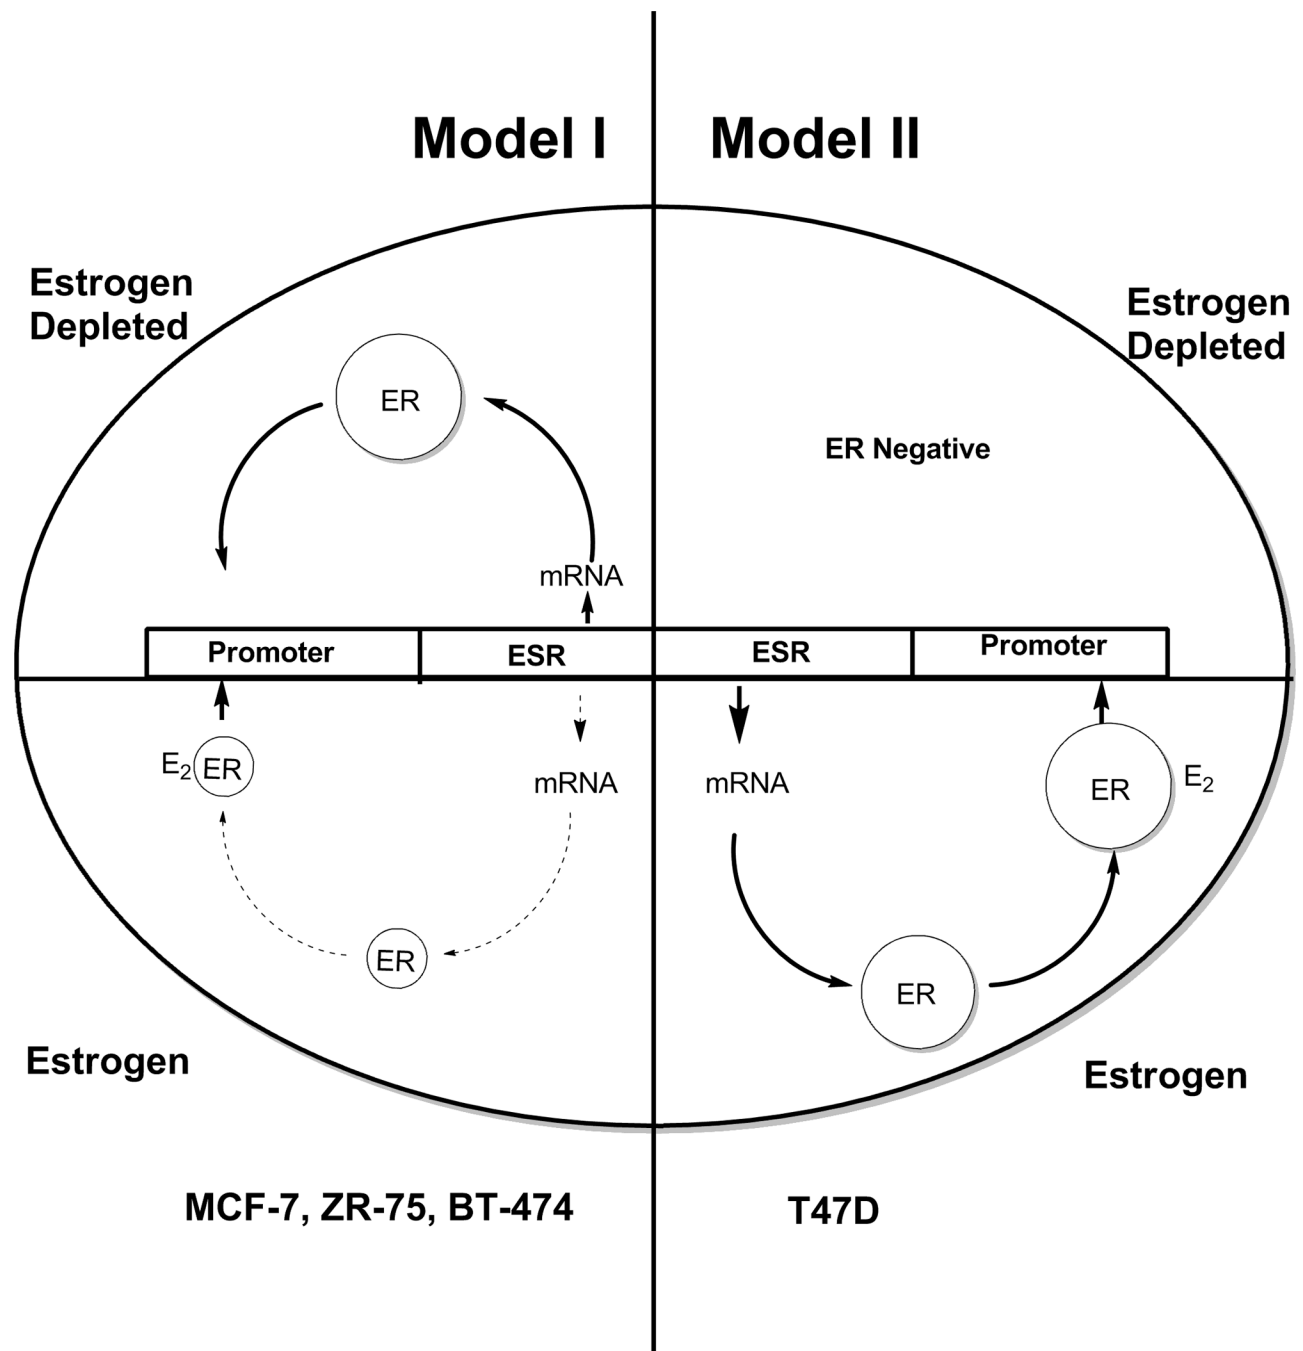 Model I
Model II
Estrogen
Depleted
Estrogen
Depleted
ER
ER Negative
mRNA
Promoter
ESR
ESR
Promoter
E2
ER
mRNA
mRNA
ER
E2
ER
ER
Estrogen
Estrogen
MCF-7, ZR-75, BT-474
T47D